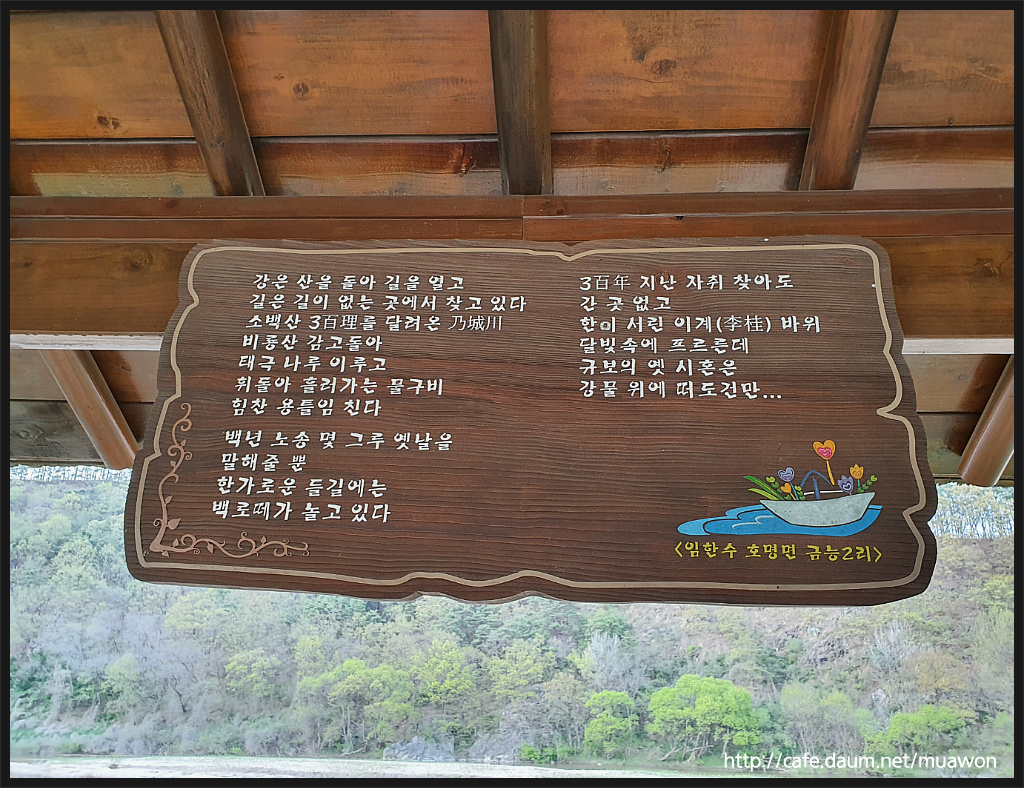 강은 산을 돌아 길을 열고
길은 길이 없는 곳에서 찾고 있다
소백산 3百理를 달려온 乃城川
비룡산 감고돌아
태극 나루 이루고
휘돌아 흘러가는 물구비
힘찬 용틀임 친다
백년 노송 몇 그루 옛날을
말해줄 뿐
한가로운 들길에는
백로떼가 놀고 있다
3百年 지난 자취 찾아도
간 곳 없고
한이 서린 이계(李桂) 바위
달빛속에 프르른데
규보의 옛 시혼은
강물 위에 떠도건만...
<임한수 호명면 금능2리>
http://cafe.daum.net/muawon